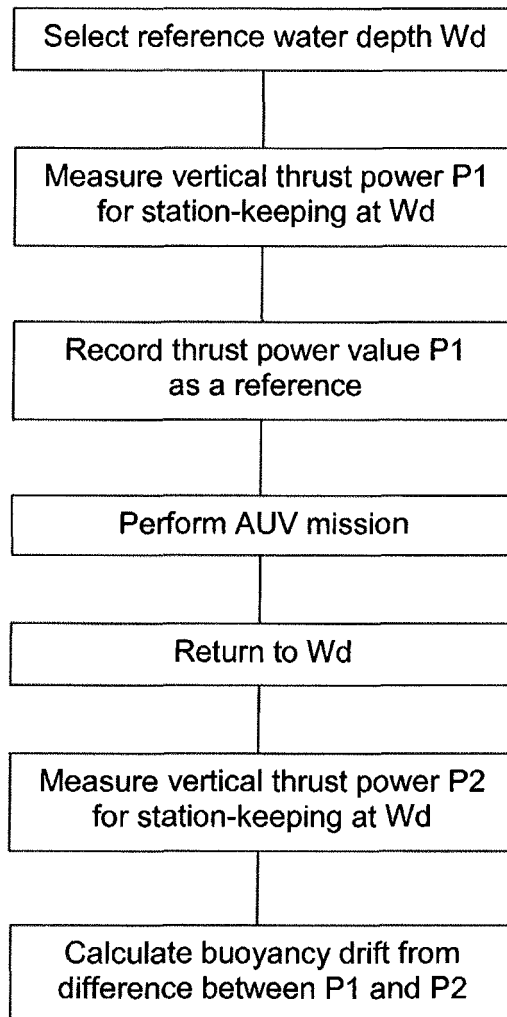 Select reference water depth Wd
Measure vertical thrust power P1
for station-keeping at Wd
Record thrust power value P1
as a reference
Perform AUV mission
Return to Wd
Measure vertical thrust power P2
for station-keeping at Wd
Calculate buoyancy drift from
difference between P1 and P2